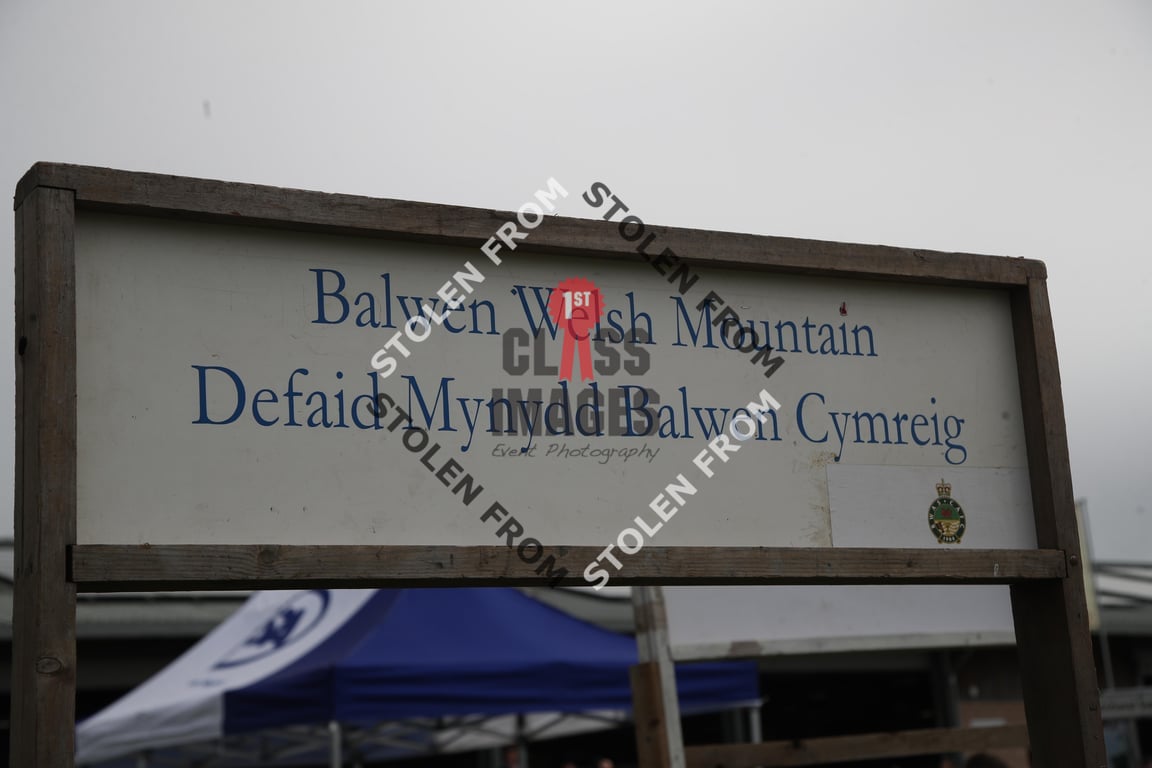 Balwen Welsh Mountain
Defaid Mynydd Balwen Cymreig
STOLEN FROM
STOLEN FROM
1ST
CLASS
IMAGES
Event Photography
STOLEN FROM
STOLEN FROM